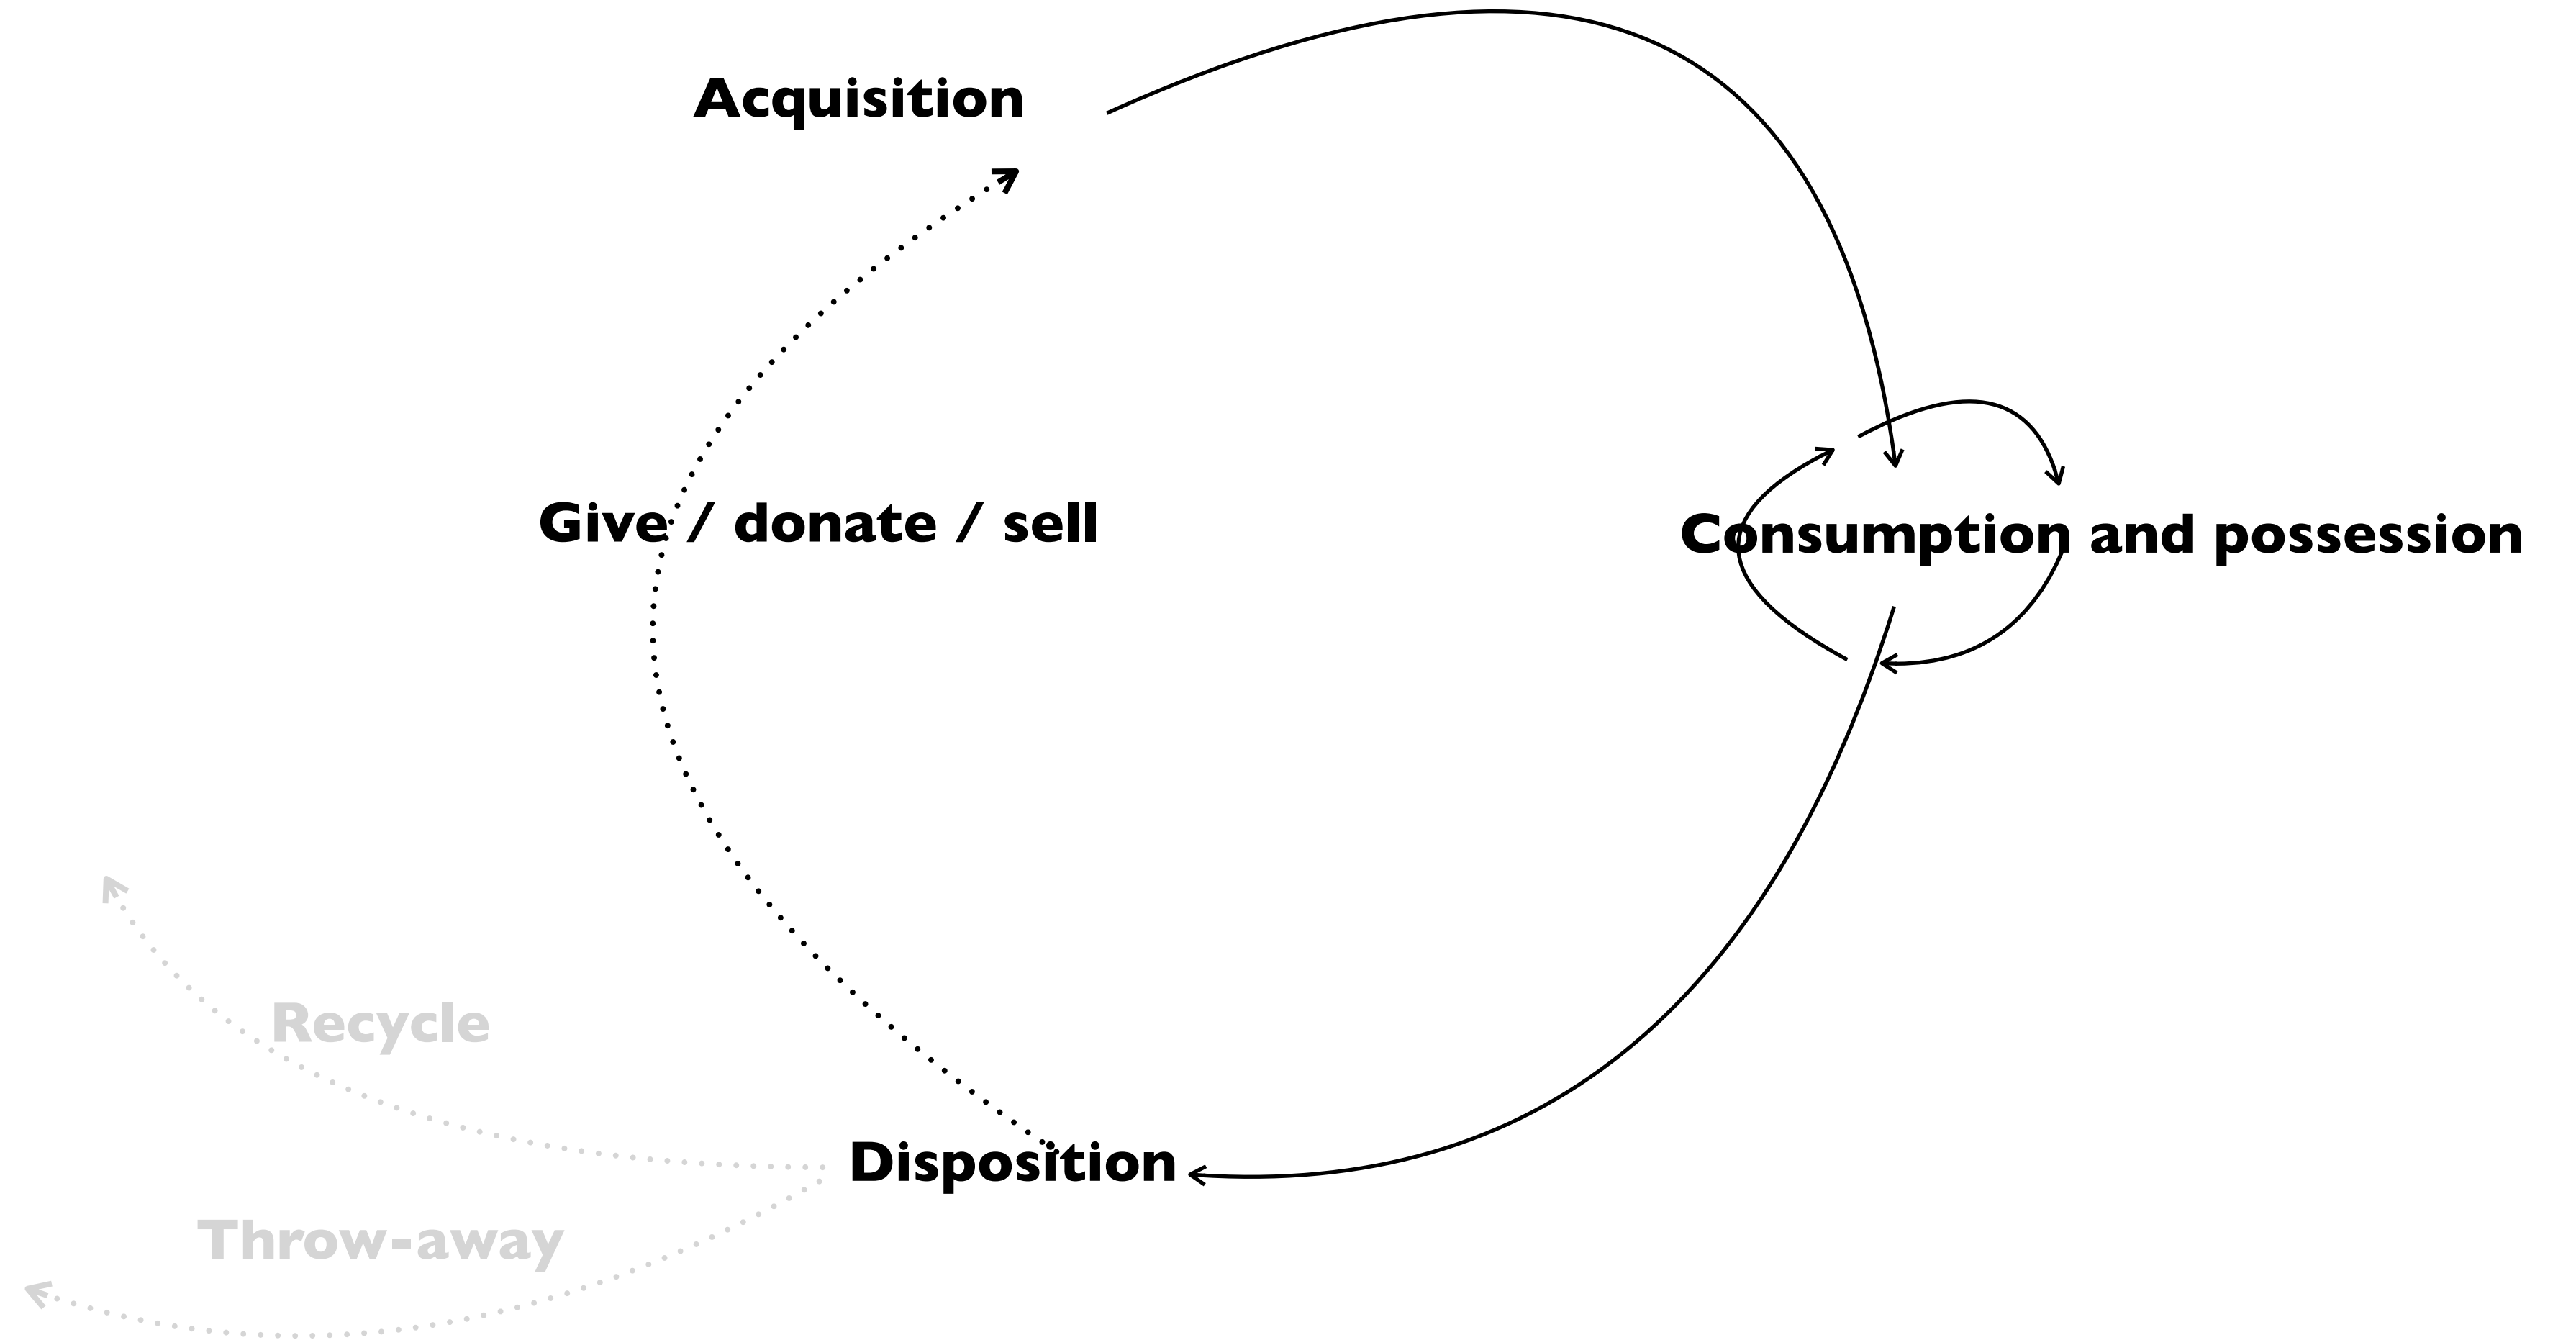 Acquisition
Give / donate / sell
Consumption and possession
Recycle
Disposition
Throw-away